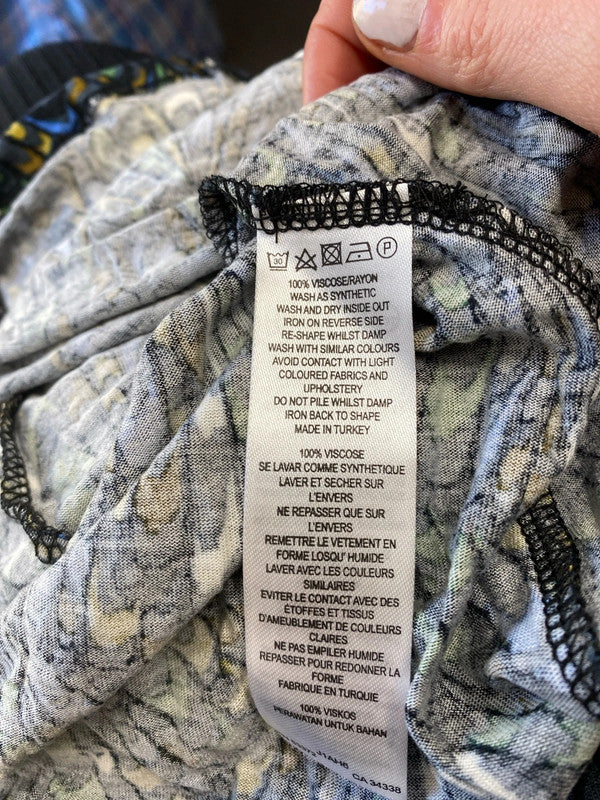 30 P
100% VISCOSE/RAYON
WASH AS SYNTHETIC
WASH AND DRY INSIDE OUT
IRON ON REVERSE SIDE
RE-SHAPE WHILST DAMP
WASH WITH SIMILAR COLOURS
AVOID CONTACT WITH LIGHT
COLOURED FABRICS AND
UPHOLSTERY
DO NOT PILE WHILST DAMP
IRON BACK TO SHAPE
MADE IN TURKEY
100% VISCOSE
SE LAVAR COMME SYNTHETIQUE
LAVER ET SECHER SUR
L'ENVERS
NE REPASSER QUE SUR
L'ENVERS
REMETTRE LE VETEMENT EN
FORME LOSQU' HUMIDE
LAVER AVEC LES COULEURS
SIMILAIRES
EVITER LE CONTACT AVEC DES
ÉTOFFES ET TISSUS
D'AMEUBLEMENT DE COULEURS
CLAIRES
NE PAS EMPILER HUMIDE
REPASSER POUR REDONNER LA
FORME
FABRIQUE EN TURQUIE
100% VISKOS
PERAWATAN UNTUK BAHAN
CA 34338